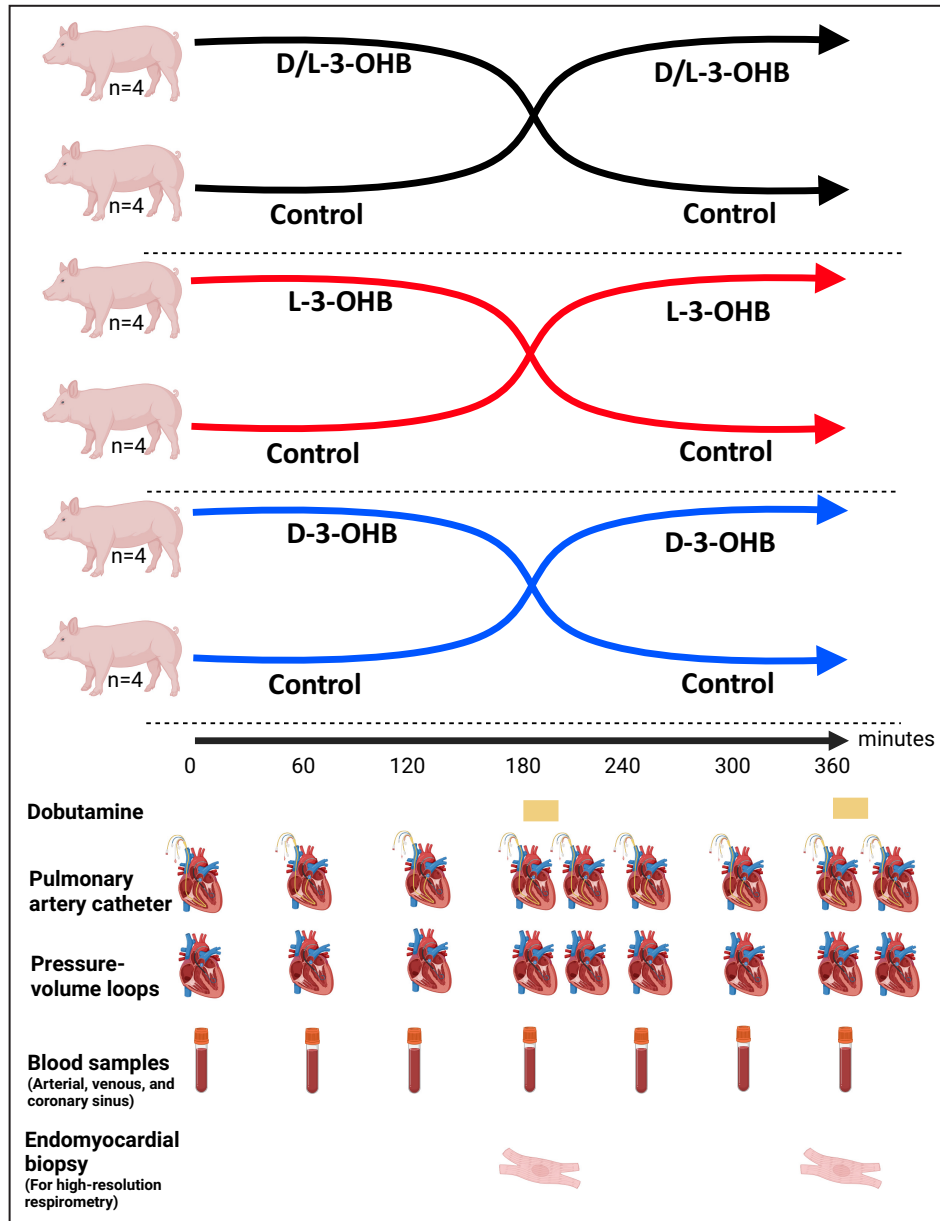 D/L-3-OHB
D/L-3-OHB
n=4
n=4
Control
Control
L-3-OHB
L-3-OHB
n=4
n=4
Control
Control
D-3-OHB
D-3-OHB
n=4
n=4
Control
Control
minutes
0 60 120 180 240 300 360
Dobutamine
Pulmonary
artery catheter
Pressure-
volume loops
Blood samples
(Arterial, venous, and
coronary sinus)
Endomyocardial
biopsy
(For high-resolution
respirometry)